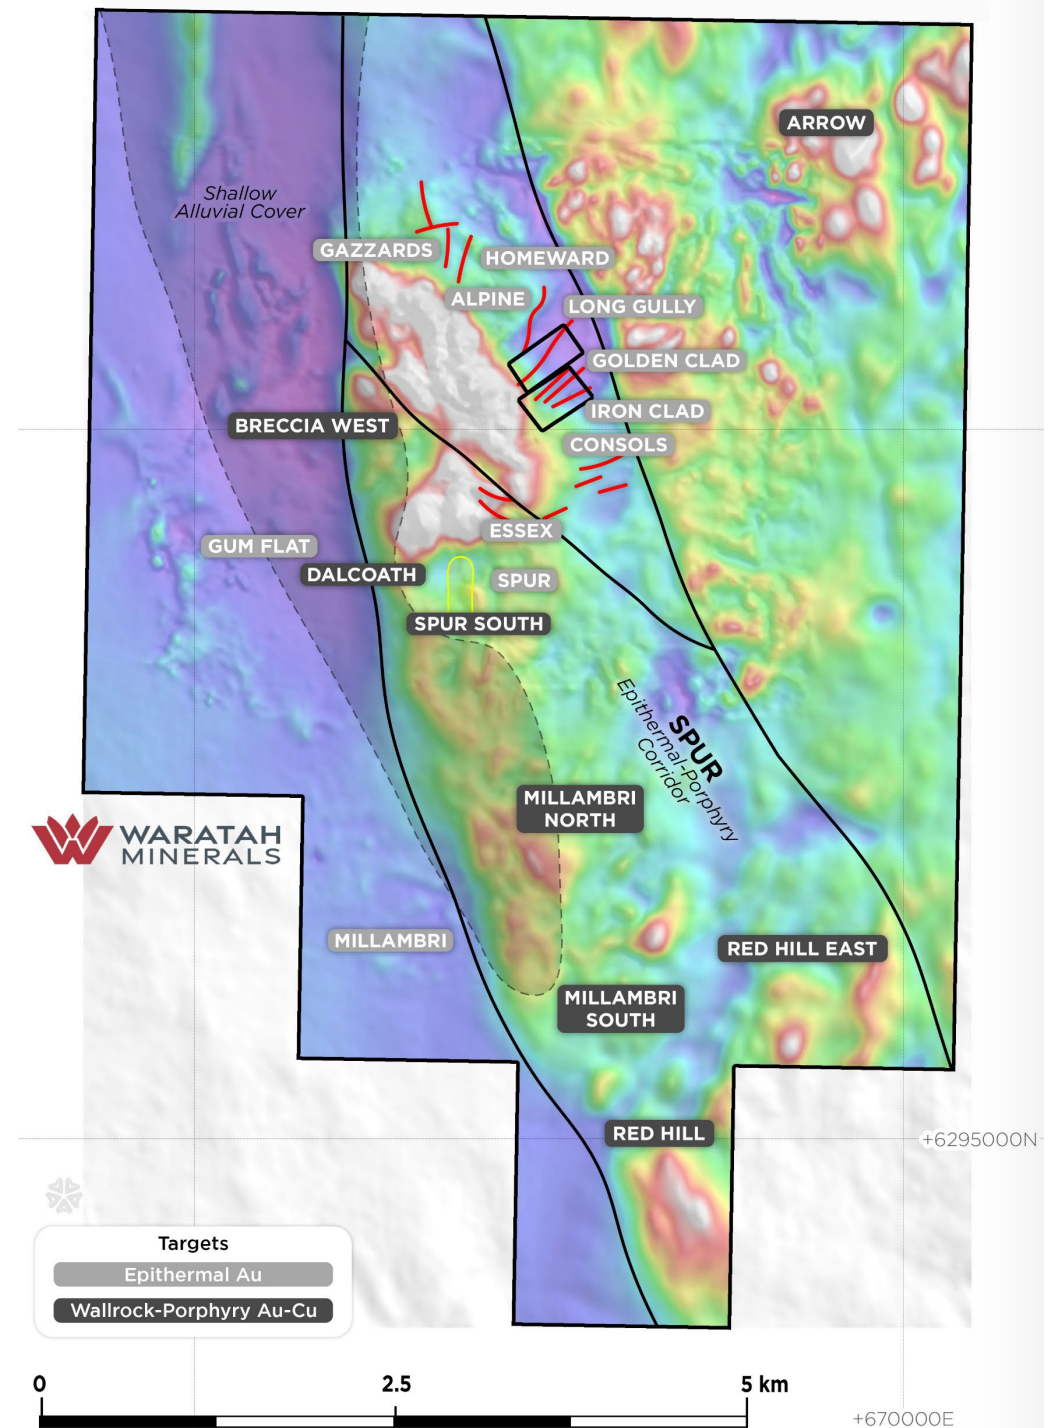 ARROW
Shallow
Alluvial Cover
GAZZARDS
HOMEWARD
ALPINE
LONG GULLY
GOLDEN CLAD
IRON CLAD
BRECCIA WEST
CONSOLS
ESSEX
GUM FLAT
DALCOATH
SPUR
SPUR SOUTH
SPUR
Epithermal-Porphyry
Corridor
MILLAMBRI
NORTH
WARATAH
MINERALS
MILLAMBRI
RED HILL EAST
MILLAMBRI
SOUTH
RED HILL
+6295000N
Targets
Epithermal Au
Wallrock-Porphyry Au-Cu
0
2.5
5 km
+670000E